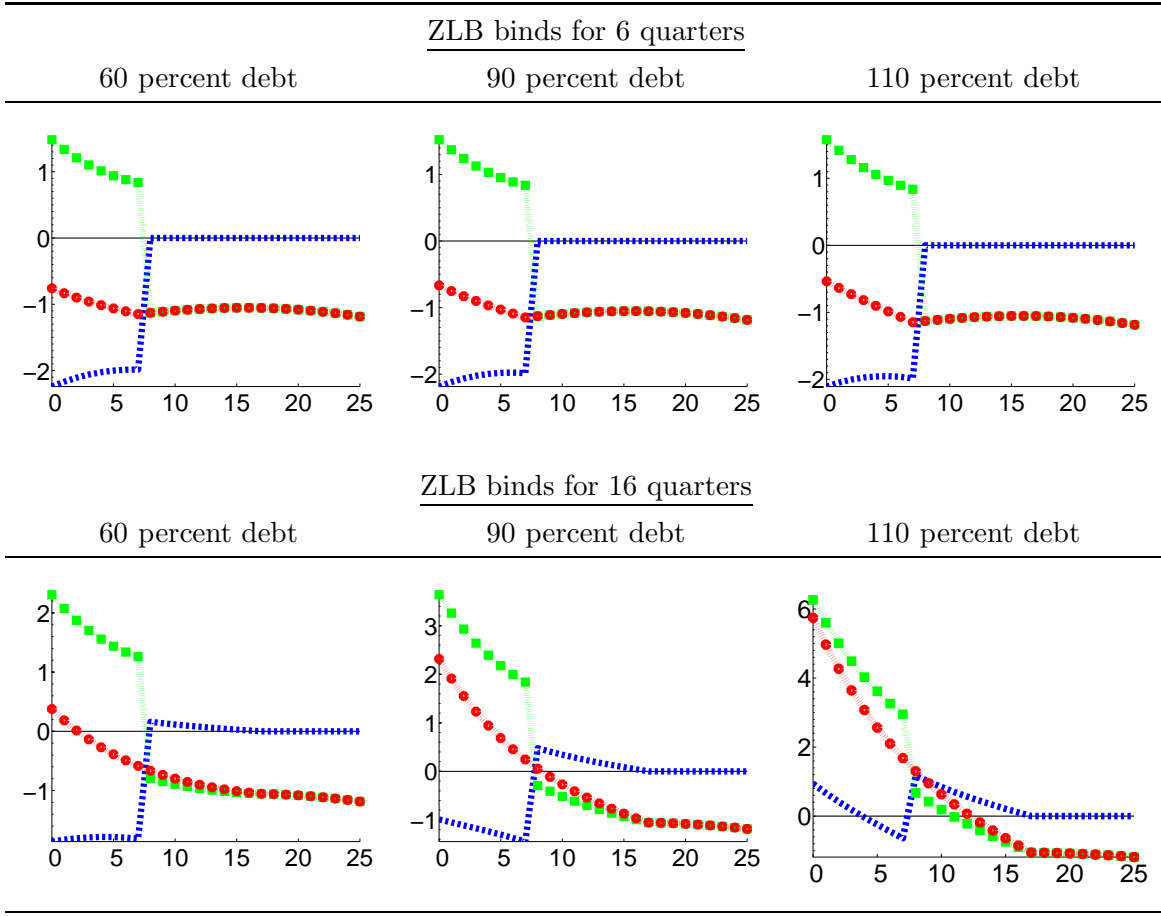 ZLB binds for 6 quarters
60 percent debt 90 percent debt 110 percent debt
1 1 1
0 0 0
−1 −1 −1
−2 −2 −2
0 5 10 15 20 25 0 5 10 15 20 25 0 5 10 15 20 25
ZLB binds for 16 quarters
60 percent debt 90 percent debt 110 percent debt
2 3 6
1 2 4
0 1 2
−1 0 0
−1
0 5 10 15 20 25 0 5 10 15 20 25 0 5 10 15 20 25